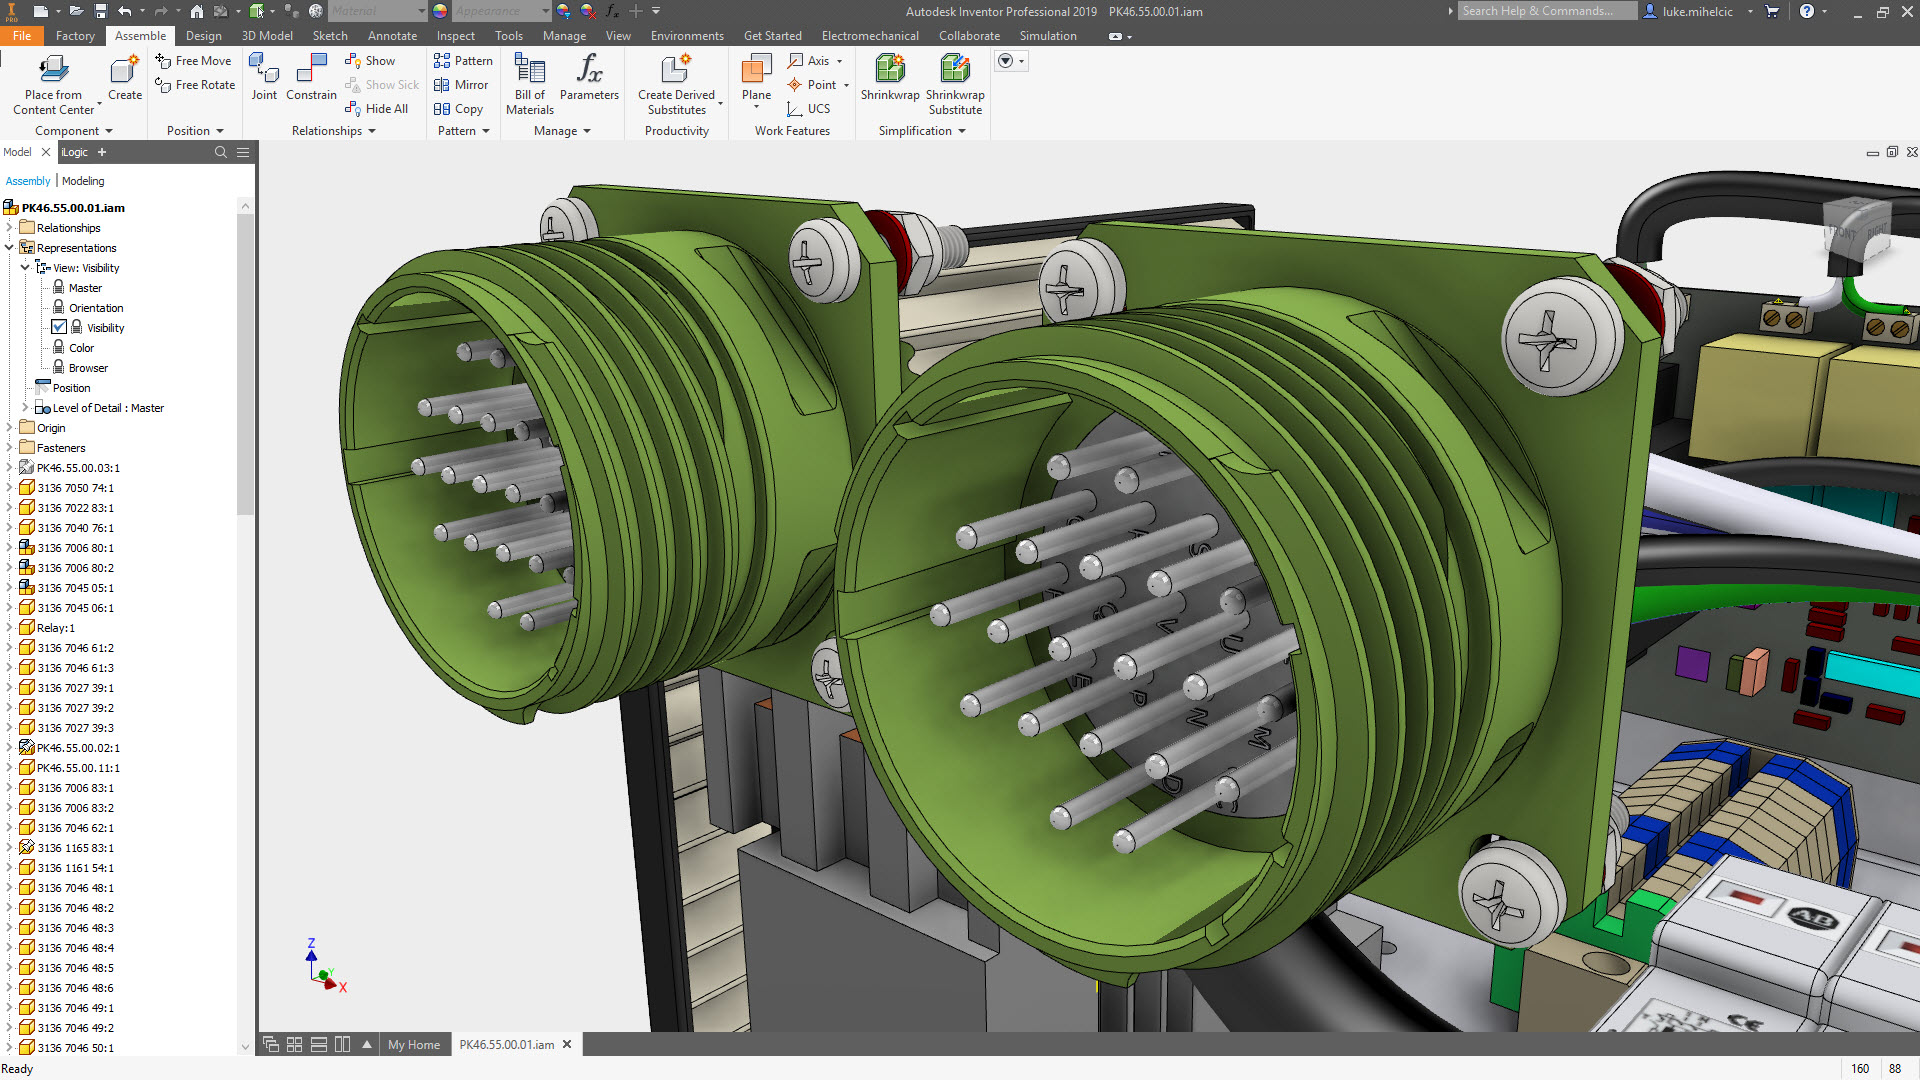 PRO
Material
Appearance
Autodesk Inventor Professional 2019 PK46.55.00.01.iam
Search Help & Commands...
luke.mihelcic
File Factory Assemble Design 3D Model Sketch Annotate Inspect Tools Manage View Environments Get Started Electromechanical Collaborate Simulation
Place from
Content Center
Create
Free Move
Free Rotate
Joint
Constrain
Show
Show Sick
Hide All
Pattern
Mirror
Copy
Bill of
Materials
Parameters
Create Derived
Substitutes
Plane
Axis
Point
UCS
Shrinkwrap
Shrinkwrap
Substitute
Component Position Relationships Pattern Manage Productivity Work Features Simplification
Model iLogic +
Assembly | Modeling
PK46.55.00.01.iam
Relationships
Representations
View: Visibility
Master
Orientation
Visibility
Color
Browser
Position
Level of Detail : Master
Origin
Fasteners
PK46.55.00.03:1
3136 7050 74:1
3136 7022 83:1
3136 7040 76:1
3136 7006 80:1
3136 7006 80:2
3136 7045 05:1
3136 7045 06:1
Relay:1
3136 7046 61:2
3136 7046 61:3
3136 7027 39:1
3136 7027 39:2
3136 7027 39:3
PK46.55.00.02:1
PK46.55.00.11:1
3136 7006 83:1
3136 7006 83:2
3136 7046 62:1
3136 1165 83:1
3136 1161 54:1
3136 7046 48:1
3136 7046 48:2
3136 7046 48:3
3136 7046 48:4
3136 7046 48:5
3136 7046 48:6
3136 7046 49:1
3136 7046 49:2
3136 7046 50:1
FRONT RIGHT
S
V
U
E
P
N
M
D
AB
CE
Z
Y
X
My Home PK46.55.00.01.iam
Ready
160 88